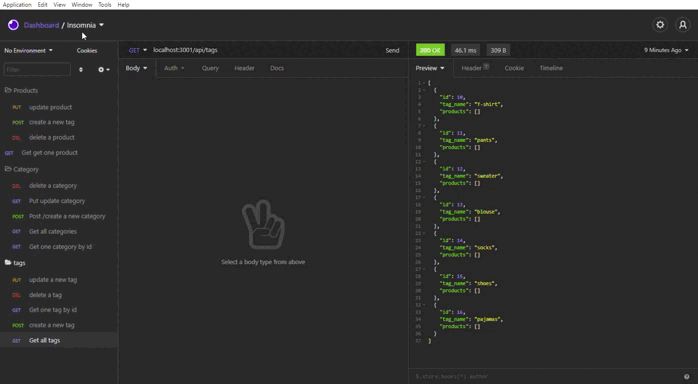 Application File Edit View Window Tools Help
Dashboard / Insomnia
No Environment Cookies
GET localhost:3001/api/tags Send
200 OK 46.1 ms 309 B 9 Minutes Ago
Filter
Body Auth Query Header Docs
Preview Header Cookie Timeline
Products
PUT update product
POST create a new tag
DEL delete a product
GET Get get one product
Category
DEL delete a category
GET Put update category
POST Post /create a new category
GET Get all categories
GET Get one category by id
tags
PUT update a new tag
DEL delete a tag
GET Get one tag by id
POST create a new tag
GET Get all tags
Select a body type from above
1 [
2 {
3 "id": 10,
4 "tag_name": "T-shirt",
5 "products": []
6 },
7 {
8 "id": 11,
9 "tag_name": "pants",
10 "products": []
11 },
12 {
13 "id": 12,
14 "tag_name": "sweater",
15 "products": []
16 },
17 {
18 "id": 13,
19 "tag_name": "blouse",
20 "products": []
21 },
22 {
23 "id": 14,
24 "tag_name": "socks",
25 "products": []
26 },
27 {
28 "id": 15,
29 "tag_name": "shoes",
30 "products": []
31 },
32 {
33 "id": 16,
34 "tag_name": "pajamas",
35 "products": []
36 }
37 ]
$.store.books[*].author